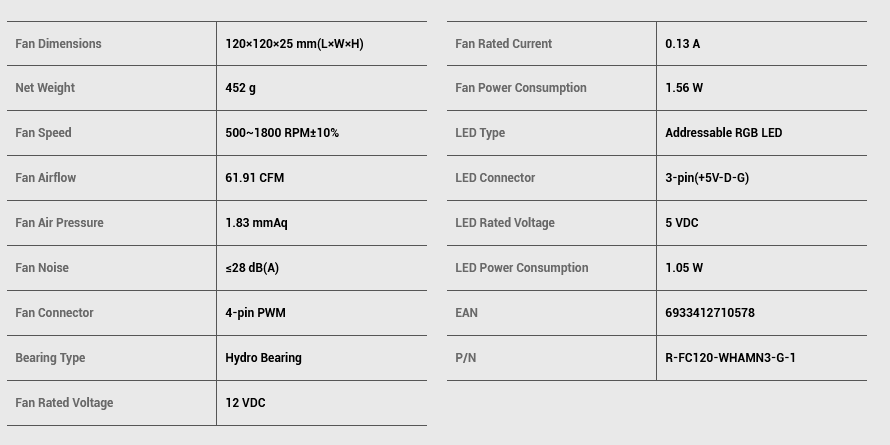 Fan Dimensions 120×120×25 mm(L×W×H)
Net Weight 452 g
Fan Speed 500~1800 RPM±10%
Fan Airflow 61.91 CFM
Fan Air Pressure 1.83 mmAq
Fan Noise ≤28 dB(A)
Fan Connector 4-pin PWM
Bearing Type Hydro Bearing
Fan Rated Voltage 12 VDC
Fan Rated Current 0.13 A
Fan Power Consumption 1.56 W
LED Type Addressable RGB LED
LED Connector 3-pin(+5V-D-G)
LED Rated Voltage 5 VDC
LED Power Consumption 1.05 W
EAN 6933412710578
P/N R-FC120-WHAMN3-G-1